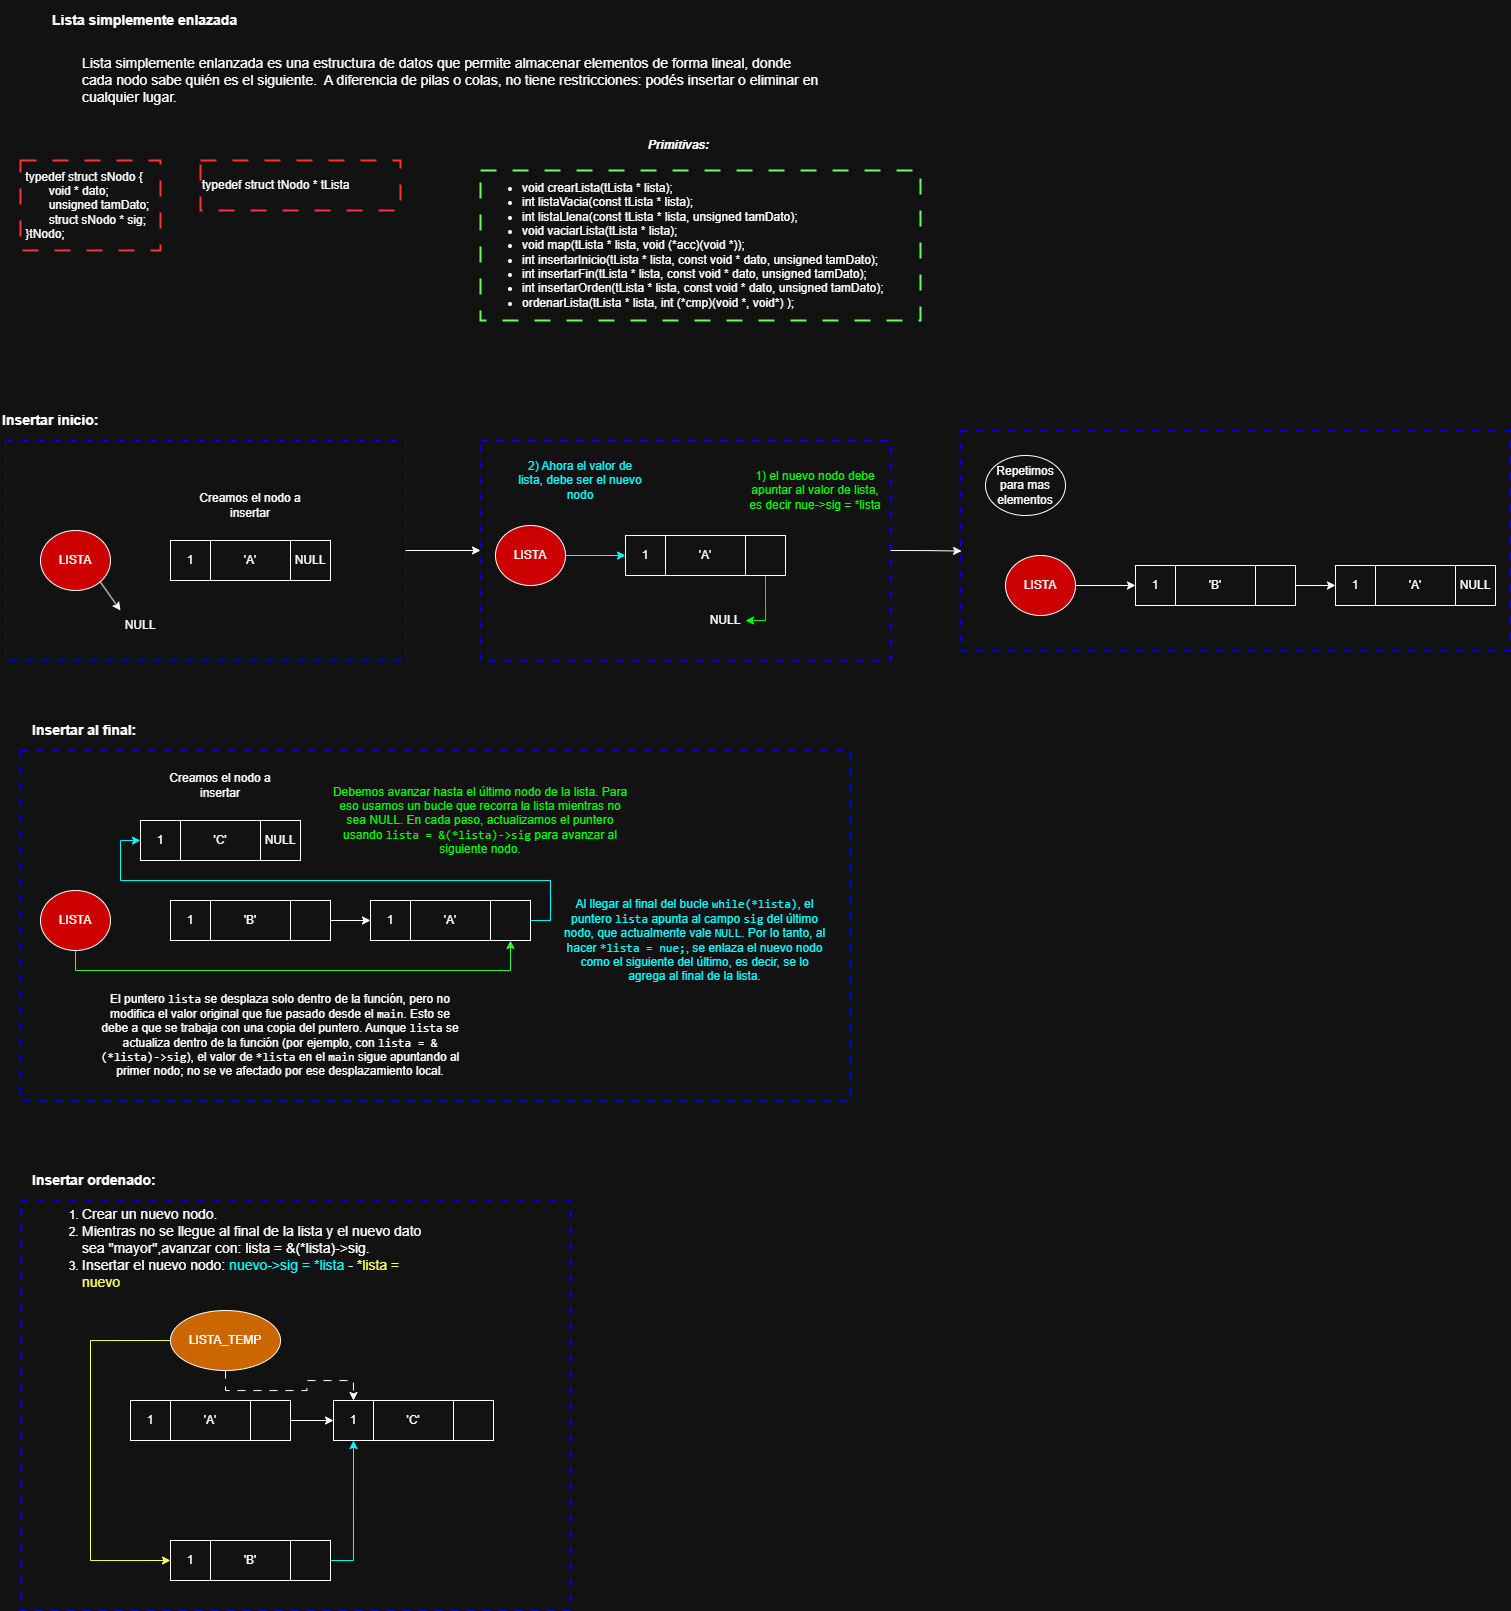 Lista simplemente enlazada
Lista simplemente enlanzada es una estructura de datos que permite almacenar elementos de forma lineal, donde
cada nodo sabe quién es el siguiente.  A diferencia de pilas o colas, no tiene restricciones: podés insertar o eliminar en
cualquier lugar.
typedef struct sNodo {
void * dato;
unsigned tamDato;
struct sNodo * sig;
}tNodo;
typedef struct tNodo * tLista
Primitivas:
• void crearLista(tLista * lista);
• int listaVacia(const tLista * lista);
• int listaLlena(const tLista * lista, unsigned tamDato);
• void vaciarLista(tLista * lista);
• void map(tLista * lista, void (*acc)(void *));
• int insertarInicio(tLista * lista, const void * dato, unsigned tamDato);
• int insertarFin(tLista * lista, const void * dato, unsigned tamDato);
• int insertarOrden(tLista * lista, const void * dato, unsigned tamDato);
• ordenarLista(tLista * lista, int (*cmp)(void *, void*) );
Insertar inicio:
Creamos el nodo a
insertar
LISTA
1 'A' NULL
NULL
2) Ahora el valor de
lista, debe ser el nuevo
nodo
1) el nuevo nodo debe
apuntar al valor de lista,
es decir nue->sig = *lista
LISTA
1 'A'
NULL
Repetimos
para mas
elementos
LISTA
1 'B'
1 'A' NULL
Insertar al final:
Creamos el nodo a
insertar
Debemos avanzar hasta el último nodo de la lista. Para
eso usamos un bucle que recorra la lista mientras no
sea NULL. En cada paso, actualizamos el puntero
usando lista = &(*lista)->sig para avanzar al
siguiente nodo.
1 'C' NULL
LISTA
1 'B'
1 'A'
Al llegar al final del bucle while(*lista), el
puntero lista apunta al campo sig del último
nodo, que actualmente vale NULL. Por lo tanto, al
hacer *lista = nue;, se enlaza el nuevo nodo
como el siguiente del último, es decir, se lo
agrega al final de la lista.
El puntero lista se desplaza solo dentro de la función, pero no
modifica el valor original que fue pasado desde el main. Esto se
debe a que se trabaja con una copia del puntero. Aunque lista se
actualiza dentro de la función (por ejemplo, con lista = &
(*lista)->sig), el valor de *lista en el main sigue apuntando al
primer nodo; no se ve afectado por ese desplazamiento local.
Insertar ordenado:
1. Crear un nuevo nodo.
2. Mientras no se llegue al final de la lista y el nuevo dato
sea "mayor",avanzar con: lista = &(*lista)->sig.
3. Insertar el nuevo nodo: nuevo->sig = *lista - *lista =
nuevo
LISTA_TEMP
1 'A'
1 'C'
1 'B'